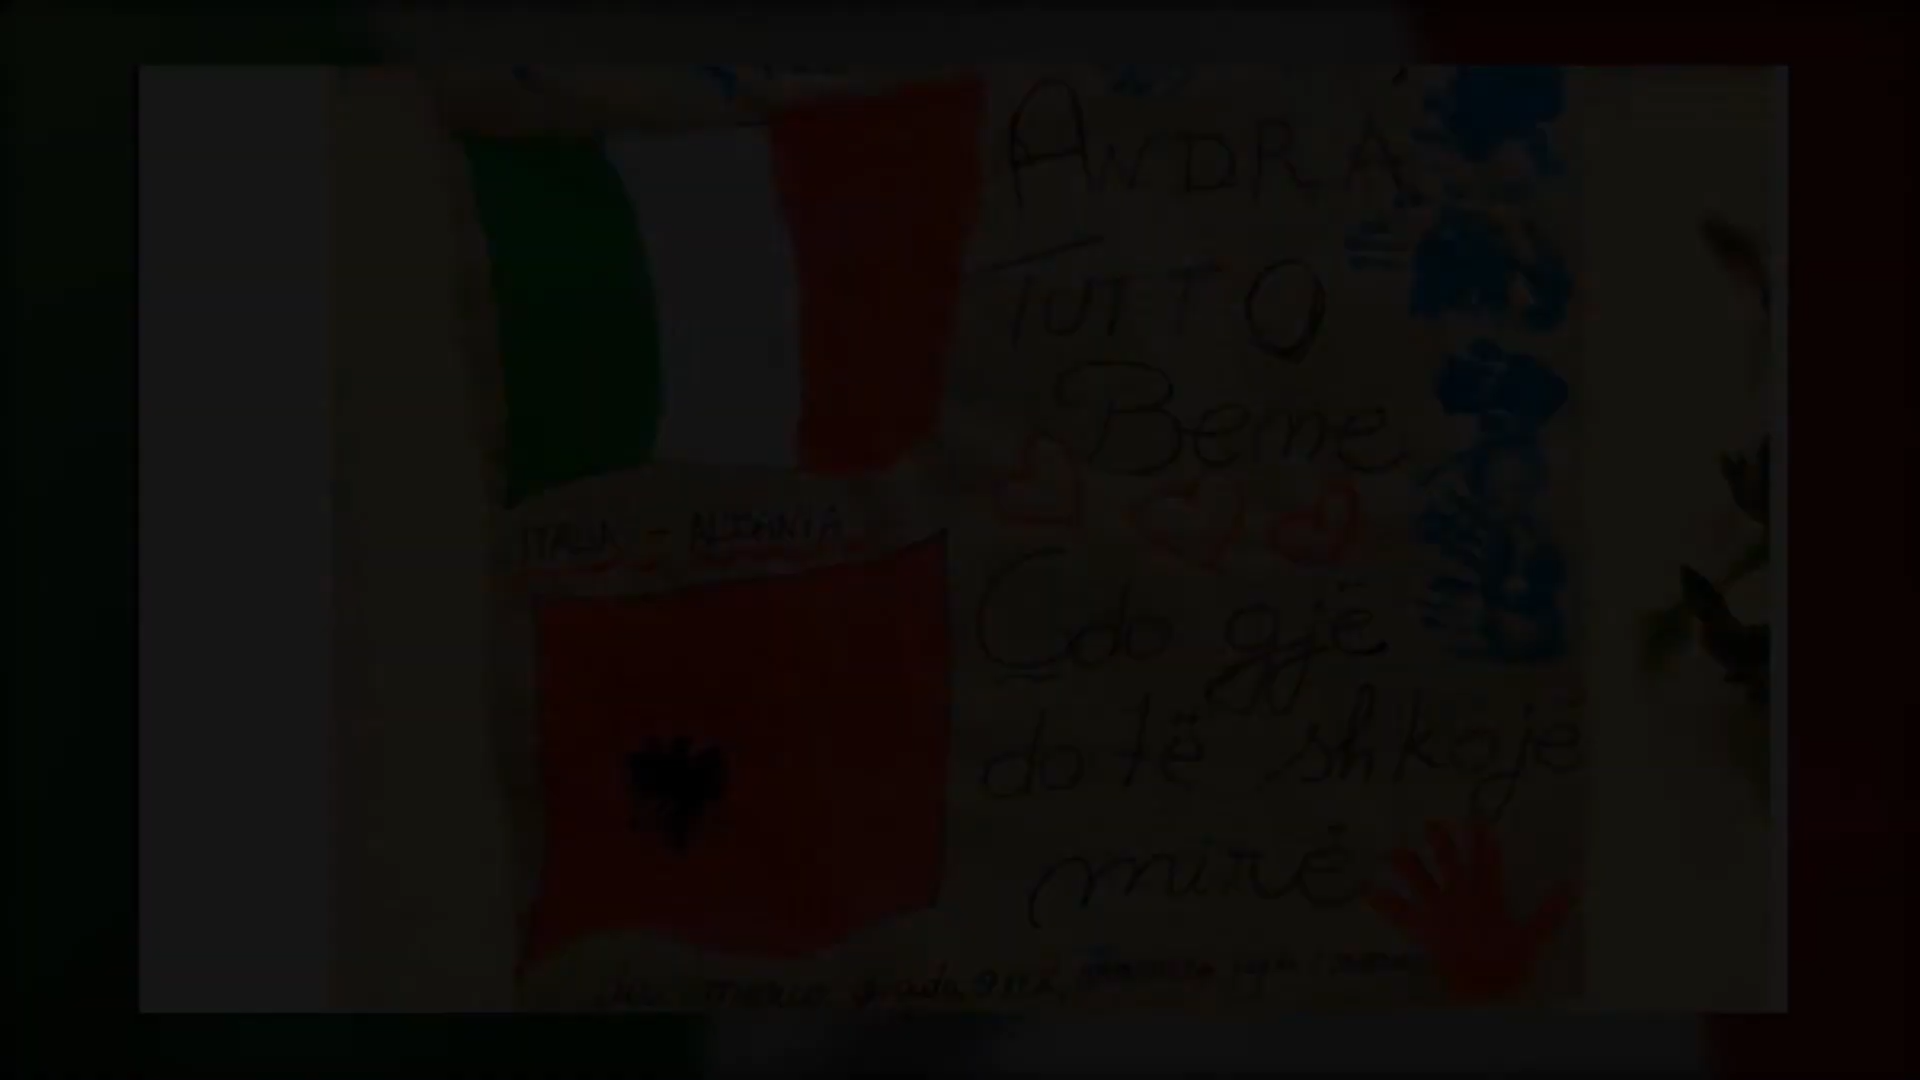 ANDRÀ
TUTTO
Bene
ITALIA - ALBANIA
Çdo gjë
do të shkojë
mirë